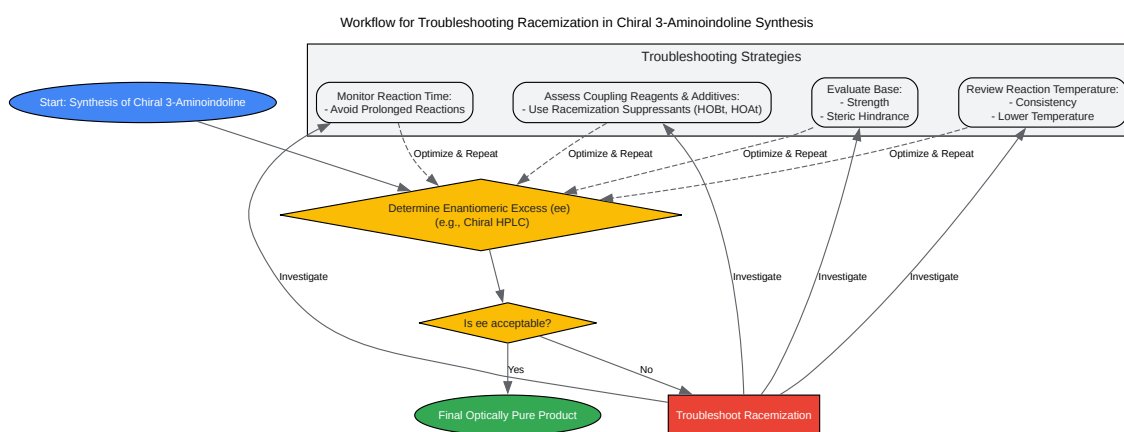 Workflow for Troubleshooting Racemization in Chiral 3-Aminoindoline Synthesis
Troubleshooting Strategies
Start: Synthesis of Chiral 3-Aminoindoline
Monitor Reaction Time:
- Avoid Prolonged Reactions
Assess Coupling Reagents & Additives:
- Use Racemization Suppressants (HOBt, HOAt)
Evaluate Base:
- Strength
- Steric Hindrance
Review Reaction Temperature:
- Consistency
- Lower Temperature
Optimize & Repeat
Optimize & Repeat
Optimize & Repeat
Optimize & Repeat
Determine Enantiomeric Excess (ee)
(e.g., Chiral HPLC)
Investigate
Investigate
Investigate
Investigate
Is ee acceptable?
Yes
No
Final Optically Pure Product
Troubleshoot Racemization